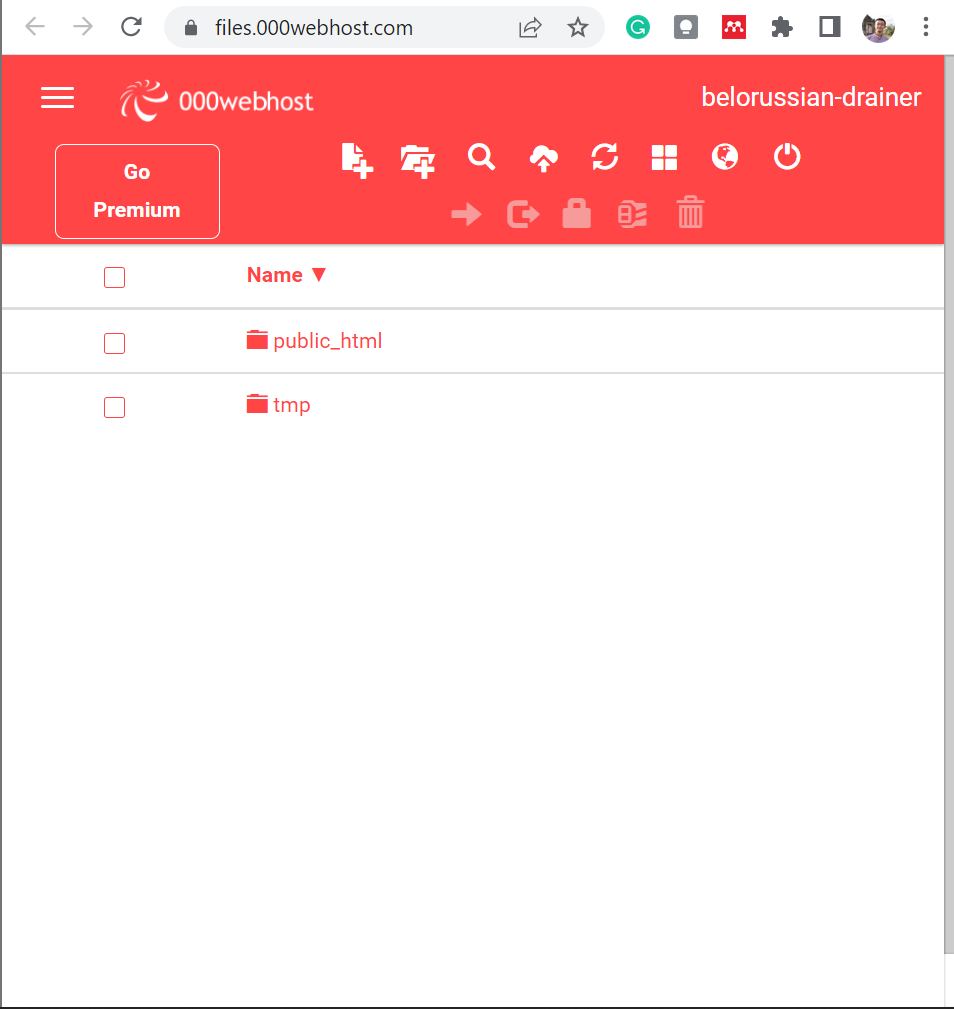 files.000webhost.com
000webhost
belorussian-drainer
Go
Premium
Name ▼
public_html
tmp